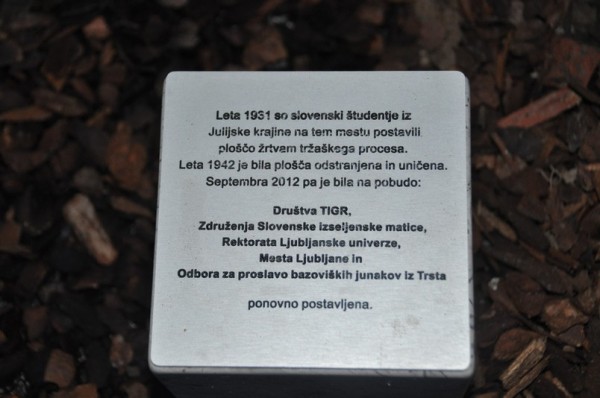 Leta 1931 so slovenski študentje iz
Julijske krajine na tem mestu postavili
ploščo žrtvam tržaškega procesa.
Leta 1942 je bila plošča odstranjena in uničena.
Septembra 2012 pa je bila na pobudo:
Društva TIGR,
Združenja Slovenske izseljenske matice,
Rektorata Ljubljanske univerze,
Mesta Ljubljane in
Odbora za proslavo bazoviških junakov iz Trsta
ponovno postavljena.